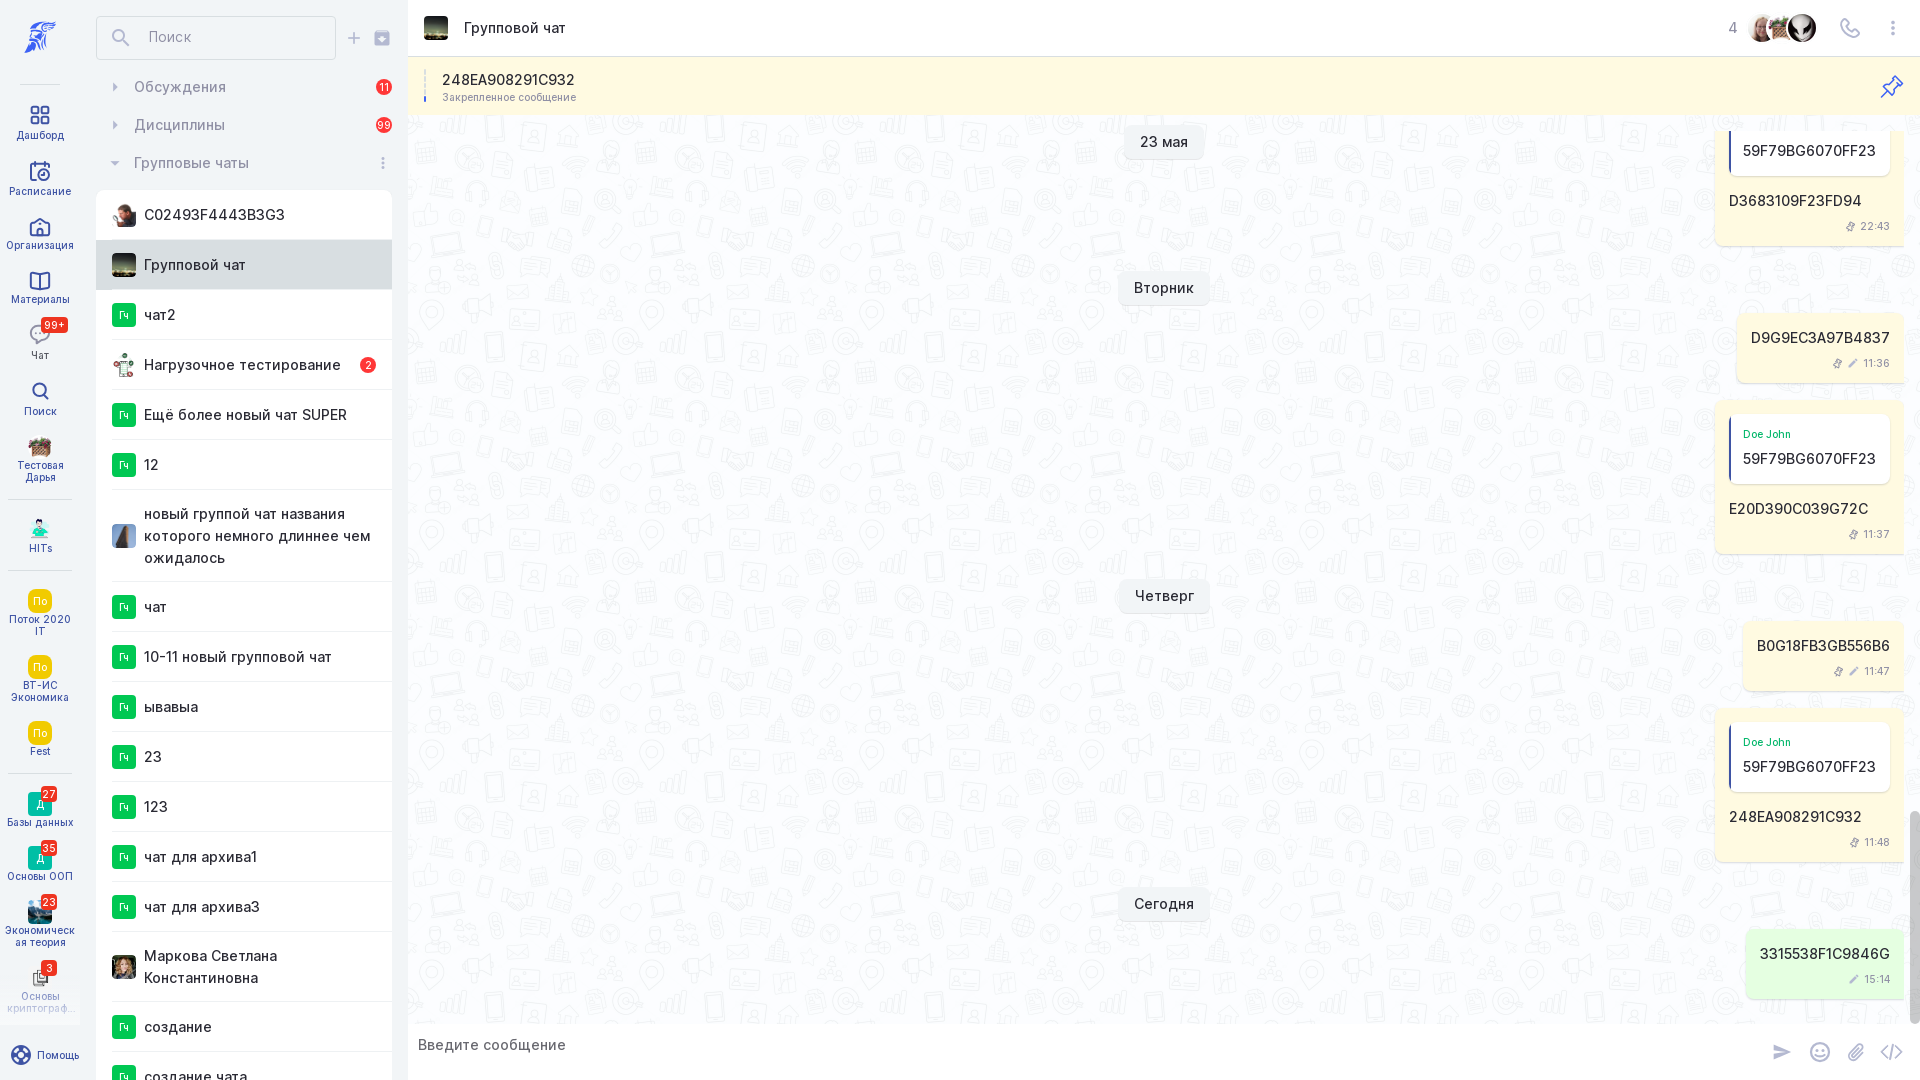 Дашборд
Расписание
Организация
Материалы
99+
Чат
Поиск
Тестовая
Дарья
HITs
По
Поток 2020
IT
По
ВТ-ИС
Экономика
По
Fest
27
Д
Базы данных
35
Д
Основы ООП
23
Экономическ
ая теория
3
Основы
криптограф...
Помощь
Поиск
Обсуждения
11
Дисциплины
99
Групповые чаты
C02493F4443B3G3
Групповой чат
Гч
чат2
Нагрузочное тестирование
2
Гч
Ещё более новый чат SUPER
Гч
12
новый группой чат названия
которого немного длиннее чем
ожидалось
Гч
чат
Гч
10-11 новый групповой чат
Гч
ывавыа
Гч
23
Гч
123
Гч
чат для архива1
Гч
чат для архива3
Маркова Светлана
Константиновна
Гч
создание
Гч
создание чата
Групповой чат
4
248EA908291C932
Закрепленное сообщение
23 мая
59F79BG6070FF23
D3683109F23FD94
22:43
Вторник
D9G9EC3A97B4837
11:36
Doe John
59F79BG6070FF23
E20D390C039G72C
11:37
Четверг
B0G18FB3GB556B6
11:47
Doe John
59F79BG6070FF23
248EA908291C932
11:48
Сегодня
3315538F1C9846G
15:14
Введите сообщение